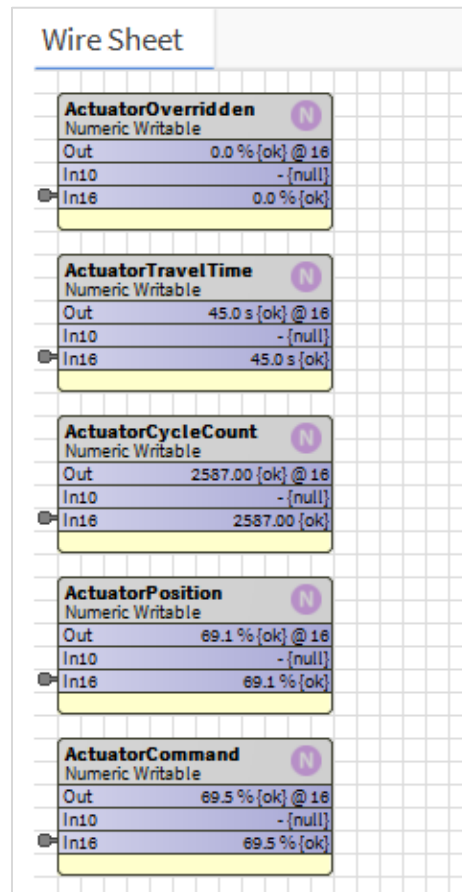 Wire Sheet
ActuatorOverridden
N
Numeric Writable
Out 0.0 % {ok} @ 16
In10 - {null}
In16 0.0 % {ok}
ActuatorTravelTime
N
Numeric Writable
Out 45.0 s {ok} @ 16
In10 - {null}
In16 45.0 s {ok}
ActuatorCycleCount
N
Numeric Writable
Out 2587.00 {ok} @ 16
In10 - {null}
In16 2587.00 {ok}
ActuatorPosition
N
Numeric Writable
Out 69.1 % {ok} @ 16
In10 - {null}
In16 69.1 % {ok}
ActuatorCommand
N
Numeric Writable
Out 69.5 % {ok} @ 16
In10 - {null}
In16 69.5 % {ok}